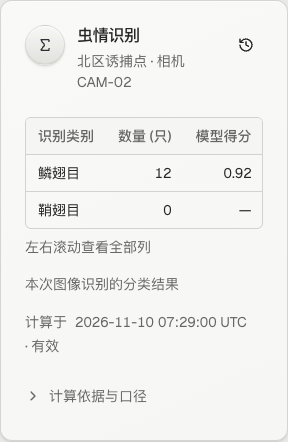 Σ
虫情识别
北区诱捕点 · 相机
CAM-02
识别类别 数量 (只) 模型得分
鳞翅目 12 0.92
鞘翅目 0 —
左右滚动查看全部列
本次图像识别的分类结果
计算于 2026-11-10 07:29:00 UTC
· 有效
计算依据与口径